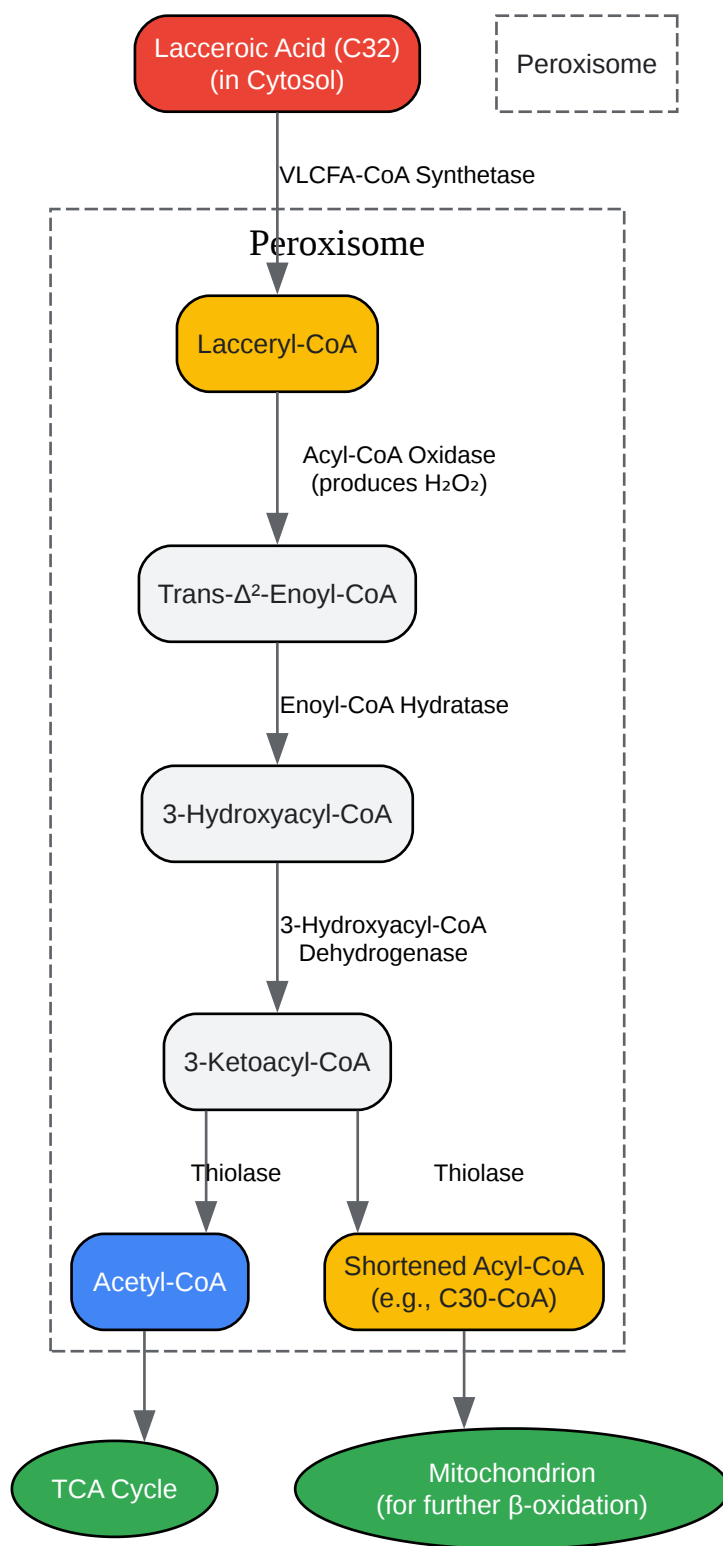 Lacceroic Acid (C32)
(in Cytosol)
Peroxisome
VLCFA-CoA Synthetase
Peroxisome
Lacceryl-CoA
Acyl-CoA Oxidase
(produces H₂O₂)
Trans-Δ²-Enoyl-CoA
Enoyl-CoA Hydratase
3-Hydroxyacyl-CoA
3-Hydroxyacyl-CoA
Dehydrogenase
3-Ketoacyl-CoA
Thiolase
Thiolase
Acetyl-CoA
Shortened Acyl-CoA
(e.g., C30-CoA)
TCA Cycle
Mitochondrion
(for further β-oxidation)